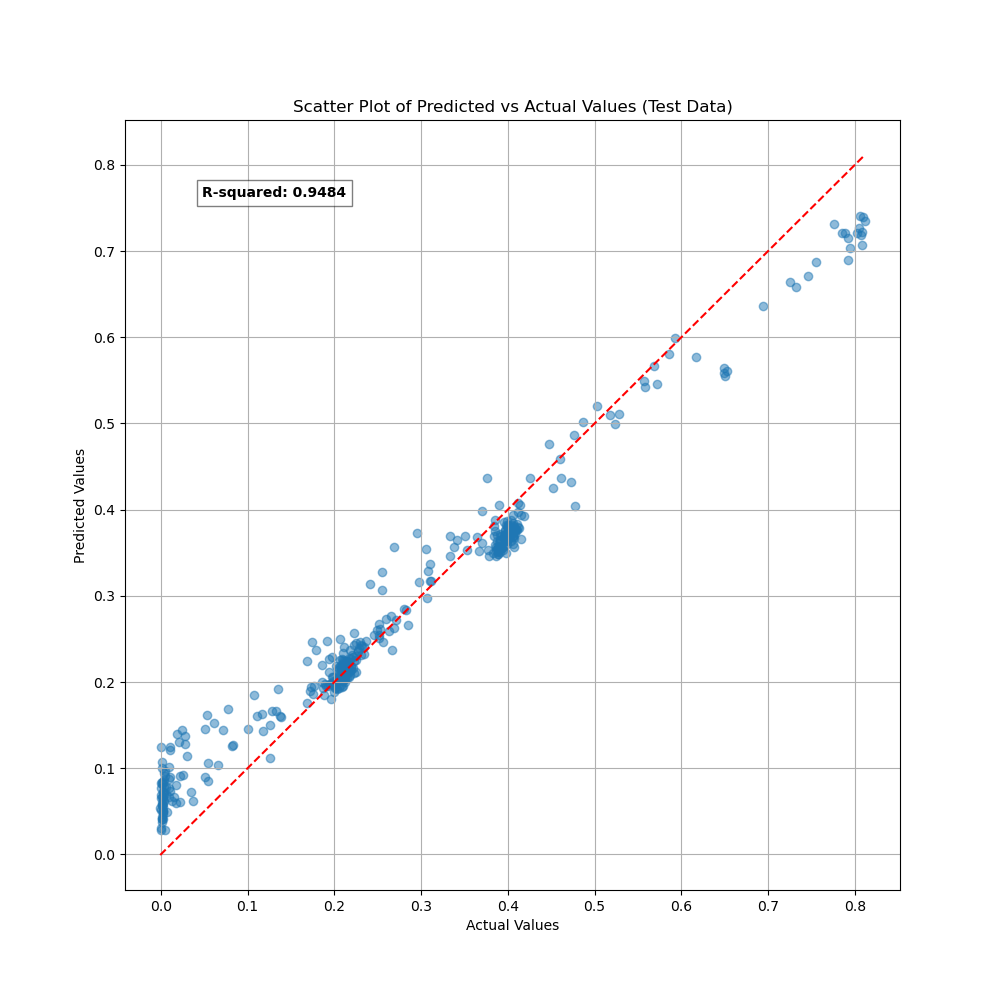 Scatter Plot of Predicted vs Actual Values (Test Data)
R-squared: 0.9484
Predicted Values
0.8
0.7
0.6
0.5
0.4
0.3
0.2
0.1
0.0
0.0 0.1 0.2 0.3 0.4 0.5 0.6 0.7 0.8
Actual Values